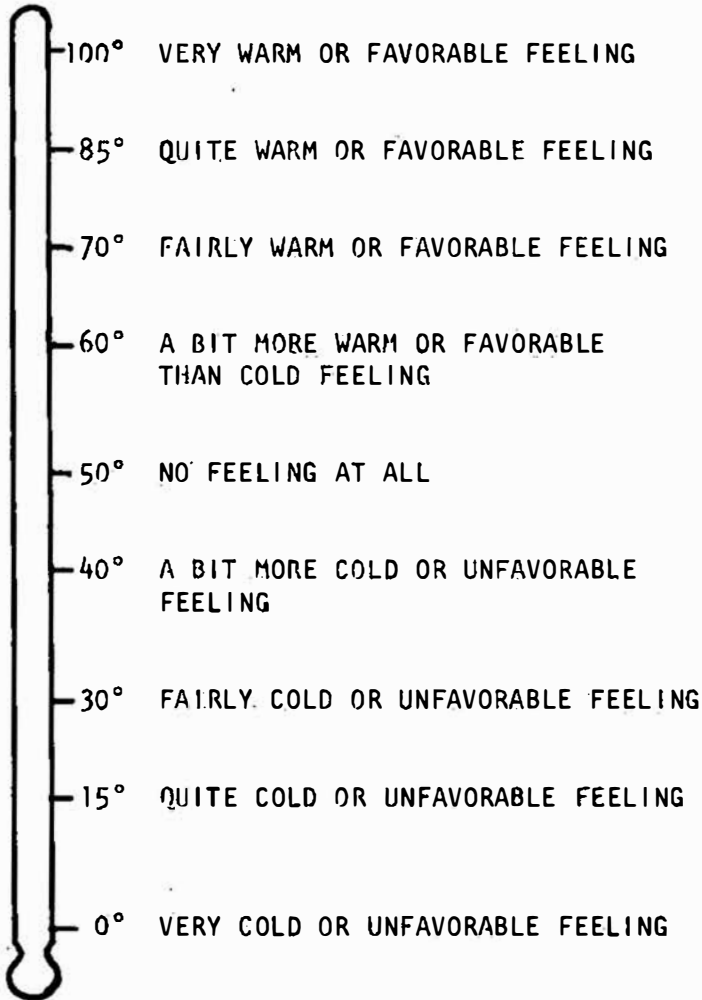 100° VERY WARM OR FAVORABLE FEELING
85° QUITE WARM OR FAVORABLE FEELING
70° FAIRLY WARM OR FAVORABLE FEELING
60° A BIT MORE WARM OR FAVORABLE
THAN COLD FEELING
50° NO FEELING AT ALL
40° A BIT MORE COLD OR UNFAVORABLE
FEELING
30° FAIRLY COLD OR UNFAVORABLE FEELING
15° QUITE COLD OR UNFAVORABLE FEELING
0° VERY COLD OR UNFAVORABLE FEELING